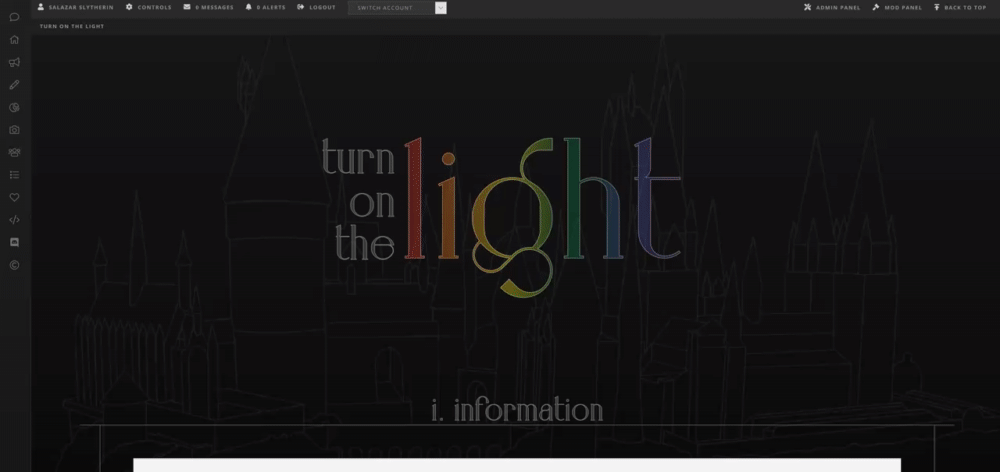 SALAZAR SLYTHERIN CONTROLS 0 MESSAGES 0 ALERTS LOGOUT SWITCH ACCOUNT ADMIN PANEL MOD PANEL BACK TO TOP
TURN ON THE LIGHT
turn
on
the
light
i. information